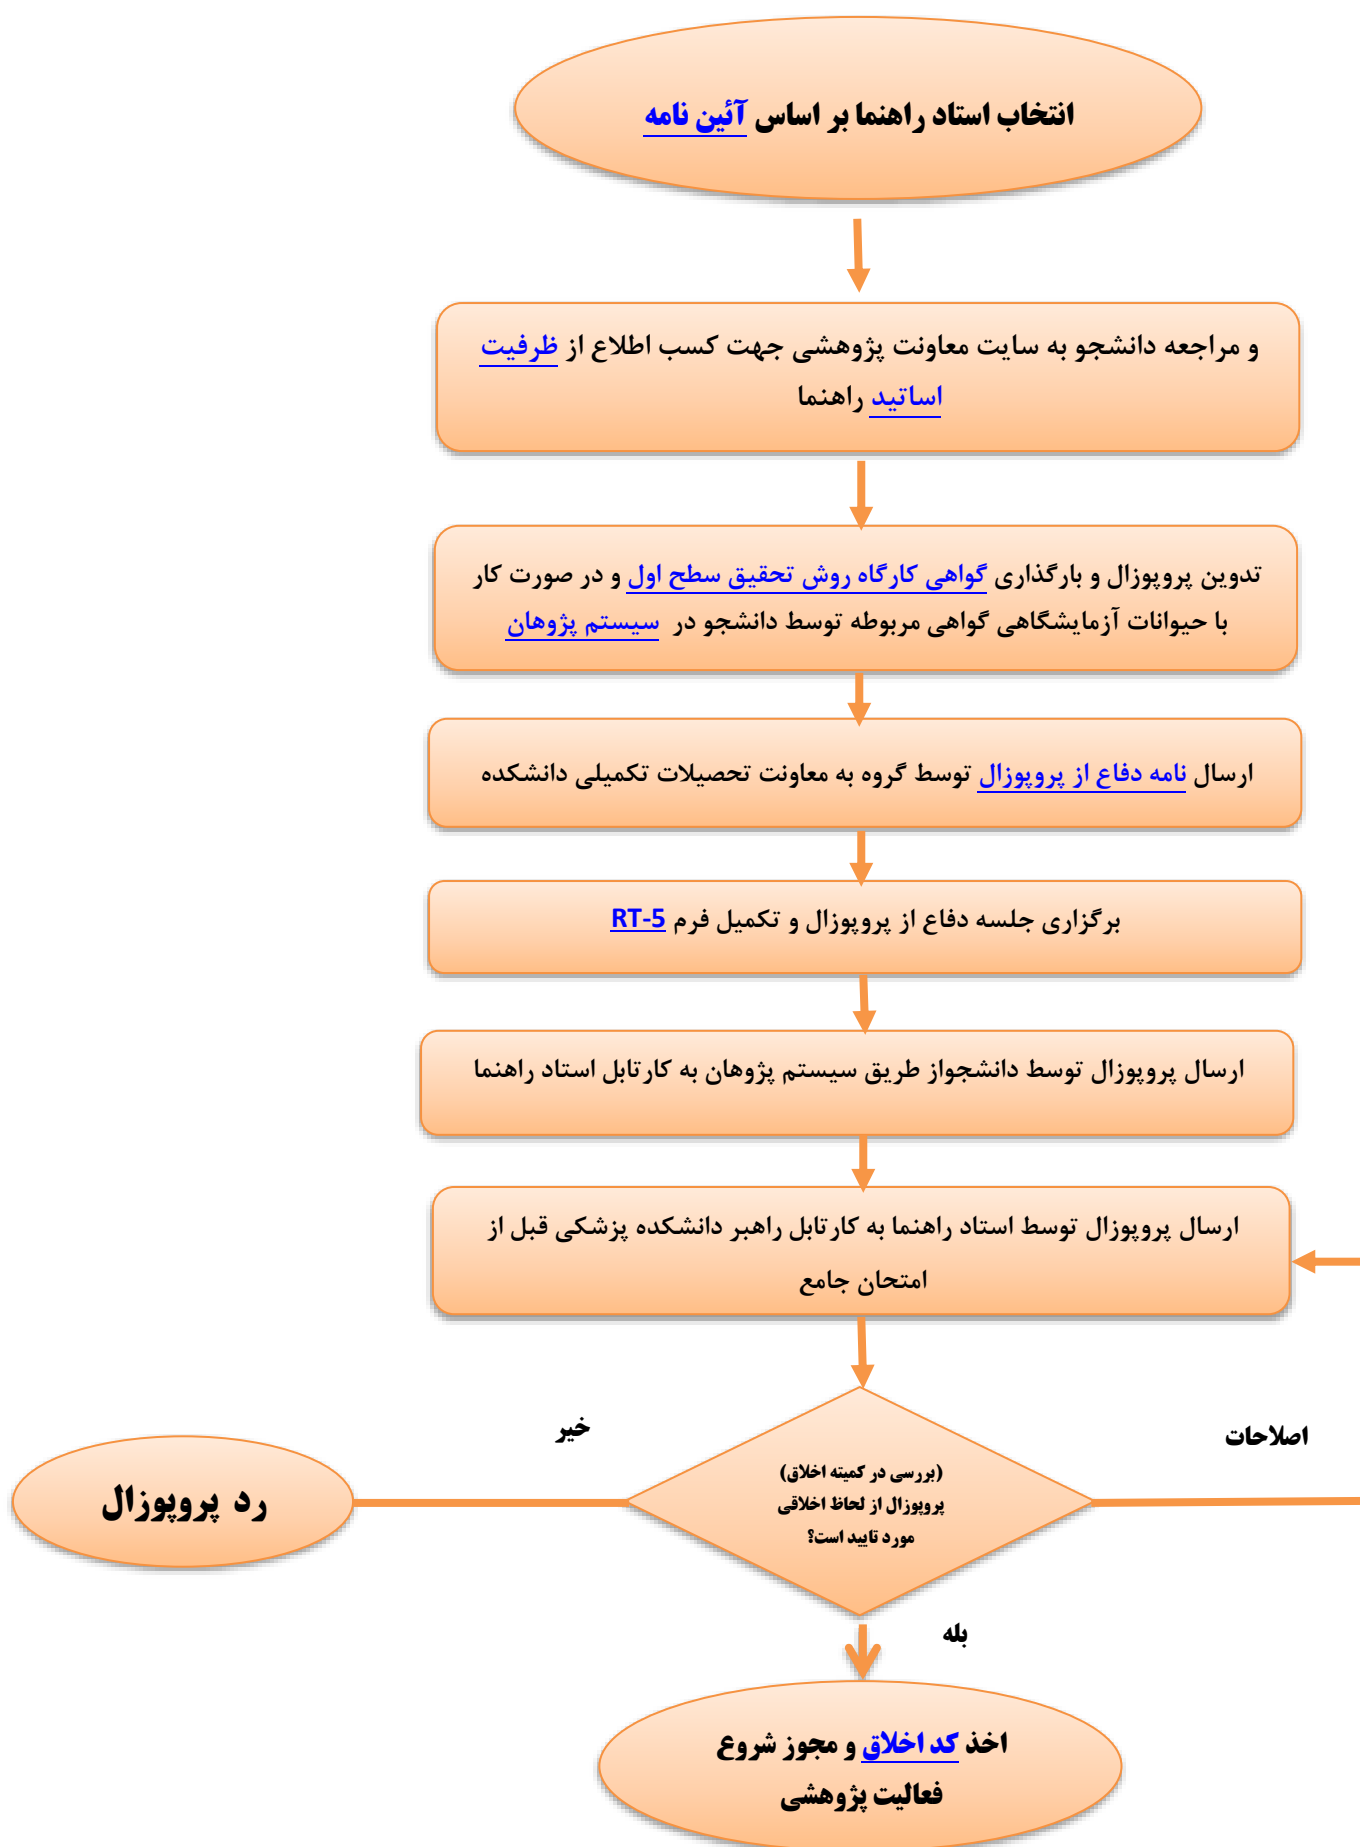 انتخاب استاد راهنما بر اساس آئین نامه
و مراجعه دانشجو به سایت معاونت پژوهشی جهت کسب اطلاع از ظرفیت
اساتید راهنما
تدوین پروپوزال و بارگذاری گواهی کارگاه روش تحقیق سطح اول و در صورت کار
با حیوانات آزمایشگاهی گواهی مربوطه توسط دانشجو در سیستم پژوهان
ارسال نامه دفاع از پروپوزال توسط گروه به معاونت تحصیلات تکمیلی دانشکده
برگزاری جلسه دفاع از پروپوزال و تکمیل فرم RT-5
ارسال پروپوزال توسط دانشجواز طریق سیستم پژوهان به کارتابل استاد راهنما
ارسال پروپوزال توسط استاد راهنما به کارتابل راهبر دانشکده پزشکی قبل از
امتحان جامع
اصلاحات
خیر
(بررسی در کمیته اخلاق)
پروپوزال از لحاظ اخلاقی
مورد تایید است؟
رد پروپوزال
بله
اخذ کد اخلاق و مجوز شروع
فعالیت پژوهشی